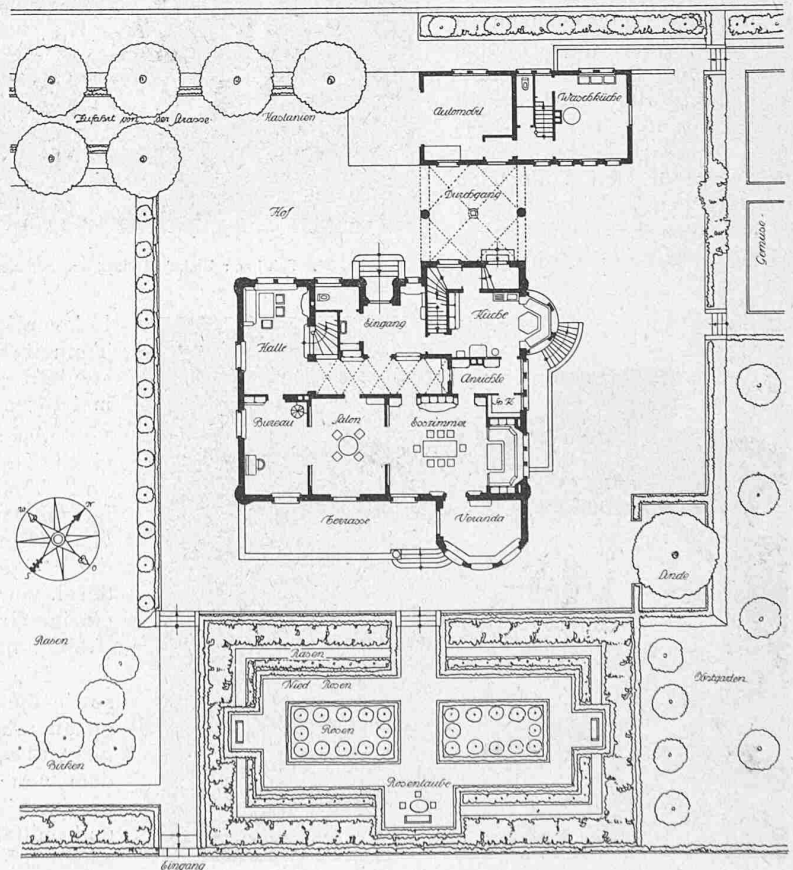 Automobil
Waschküche
Zufahrt von der Strasse
Kastanien
Durchgang
Hof
Gemüse-
Eingang
Küche
Halle
Anrichte
Bureau
Salon
Esszimmer
Terrasse
Veranda
N
W
S
O
Linde
Rasen
Rasen
Nied. Rosen
Obstgarten
Rosen
Birken
Rosenlaube
Eingang